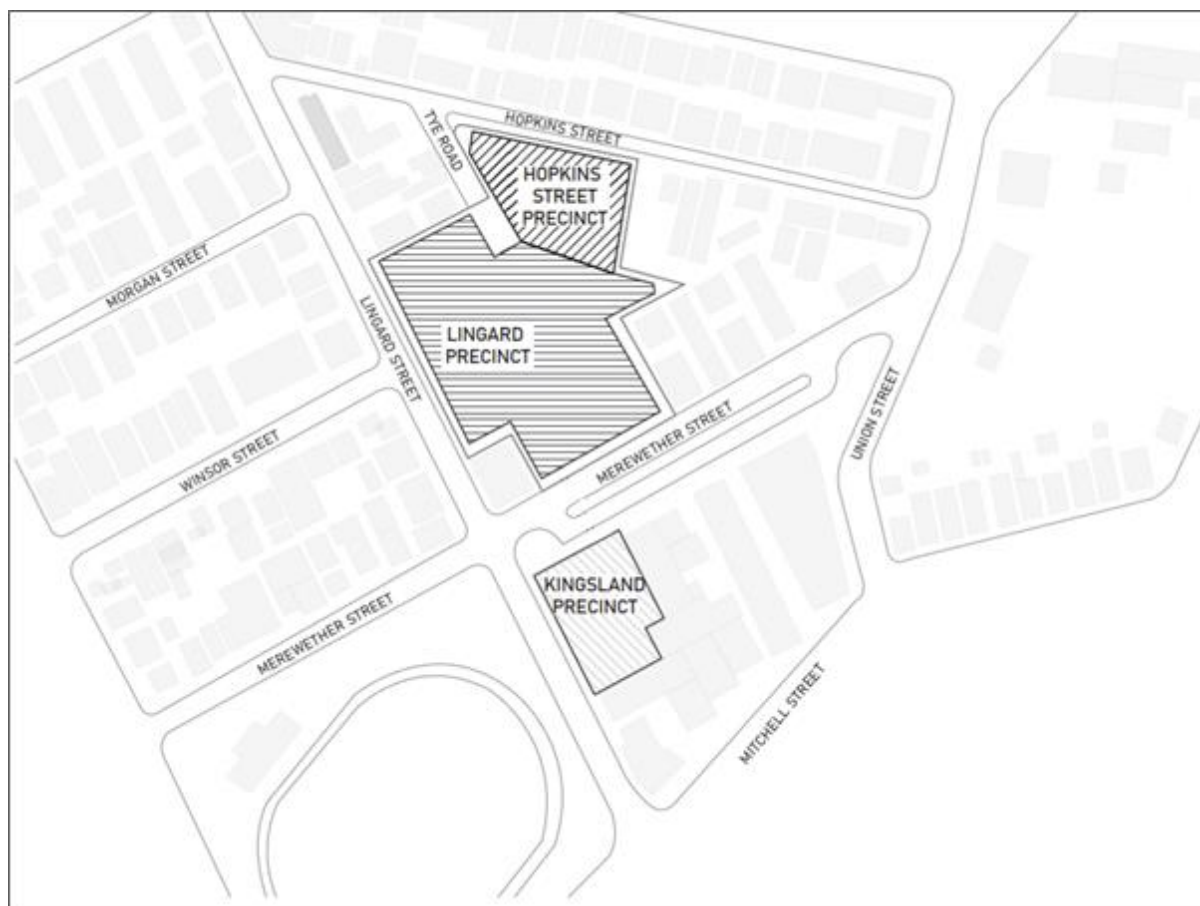 TYE ROAD
HOPKINS STREET
HOPKINS
STREET
PRECINCT
MORGAN STREET
LINGARD STREET
LINGARD
PRECINCT
WINSOR STREET
MEREWETHER STREET
UNION STREET
KINGSLAND
PRECINCT
MEREWETHER STREET
MITCHELL STREET